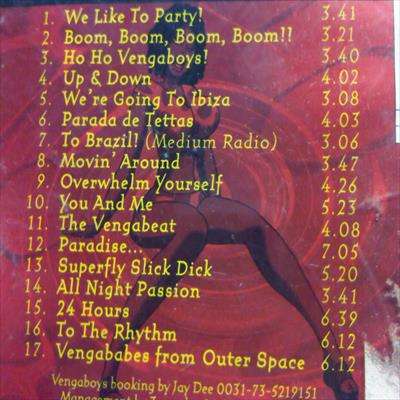 1. We Like To Party! 3.41
2. Boom, Boom, Boom, Boom!! 3.21
3. Ho Ho Vengaboys! 3.40
4. Up & Down 4.02
5. We're Going To Ibiza 3.08
6. Parada de Tettas 4.03
7. To Brazil! (Medium Radio) 3.06
8. Movin' Around 3.47
9. Overwhelm Yourself 4.26
10. You And Me 5.23
11. The Vengabeat 4.08
12. Paradise... 7.05
13. Superfly Slick Dick 5.20
14. All Night Passion 3.41
15. 24 Hours 6.39
16. To The Rhythm 6.12
17. Vengababes from Outer Space 6.12
Vengaboys booking by Jay Dee 0031-73-5219151
Management by